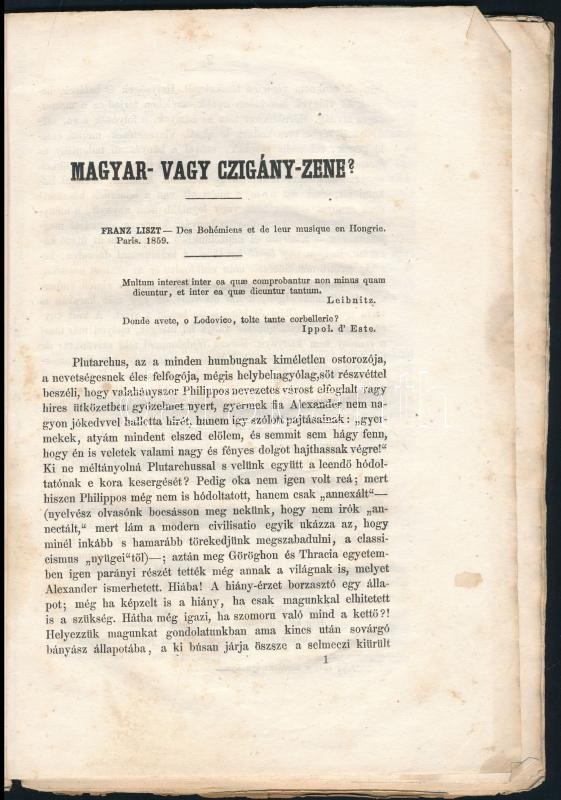 MAGYAR- VAGY CZIGÁNY-ZENE?
FRANZ LISZT — Des Bohémiens et de leur musique en Hongrie.
Paris. 1859.
Multum interest inter ea quæ comprobantur non minus quam
dicuntur, et inter ea quæ dicuntur tantum.
Leibnitz.
Donde avete, o Lodovico, tolte tante corbellerie?
Ippol. d' Este.
Plutarchus, az a minden humbugnak kiméletlen ostorozója,
a nevetségesnek éles felfogója, mégis helybehagyólag, söt részvéttel
beszéli, hogy valahányszor Philippos nevezetes várost elfoglalt vagy
hires ütközetben győzelmet nyert, gyermek fia Alexander nem na-
gyon jókedvvel hallotta hirét, hanem igy szólott pajtásainak: „gyer-
mekek, atyám mindent elszed elölem, és semmit sem hágy fenn,
hogy én is veletek valami nagy és fényes dolgot hajthassak végre!"
Ki ne méltányolná Plutarchussal s velünk együtt a leendő hódol-
tatónak e kora kesergését? Pedig oka nem igen volt reá; mert
hiszen Philippos még nem is hódoltatott, hanem csak „annexált"—
(nyelvész olvasónk bocsásson meg nekünk, hogy nem irók „an-
nectált," mert lám a modern civilisatio egyik ukázza az, hogy
minél inkább s hamarább törekedjünk megszabadulni, a classi-
cismus „nyügei"töl)—; aztán meg Göröghon és Thracia egyetem-
ben igen parányi részét tették még annak a világnak is, melyet
Alexander ismerhetett. Hiába! A hiány-érzet borzasztó egy álla-
pot; még ha képzelt is a hiány, ha csak magunkkal elhitetett
is a szükség. Hátha még igazi, ha szomoru való mind a kettö?!
Helyezzük magunkat gondolatunkban ama kincs után sovárgó
bányász állapotába, a ki búsan járja öszsze a selmeczi kiürült
1